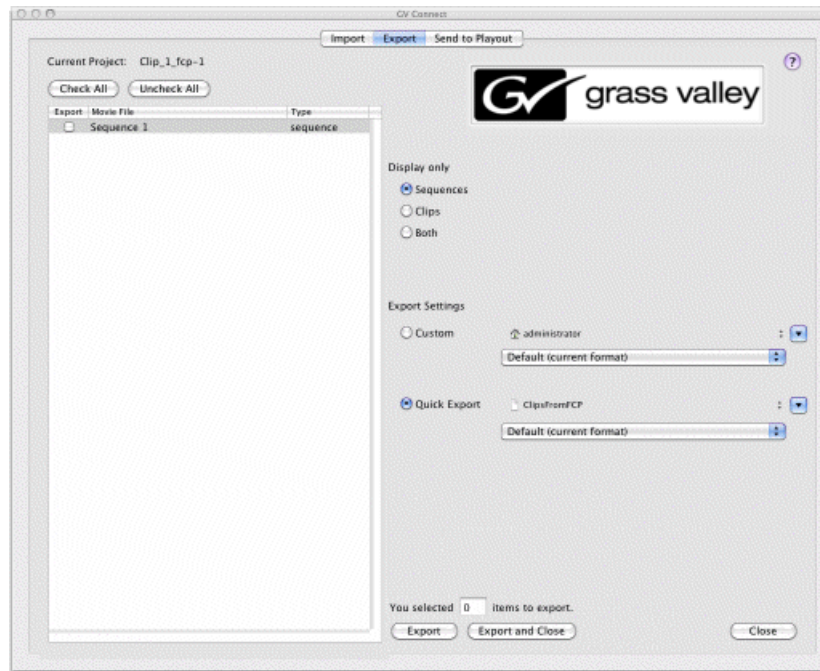 GV Connect
Import Export Send to Playout
Current Project: Clip_1_fcp-1
?
Check All Uncheck All
GV grass valley
Export Movie File Type
Sequence 1 sequence
Display only
Sequences
Clips
Both
Export Settings
Custom administrator
Default (current format)
Quick Export ClipsFromFCP
Default (current format)
You selected 0 items to export.
Export Export and Close Close